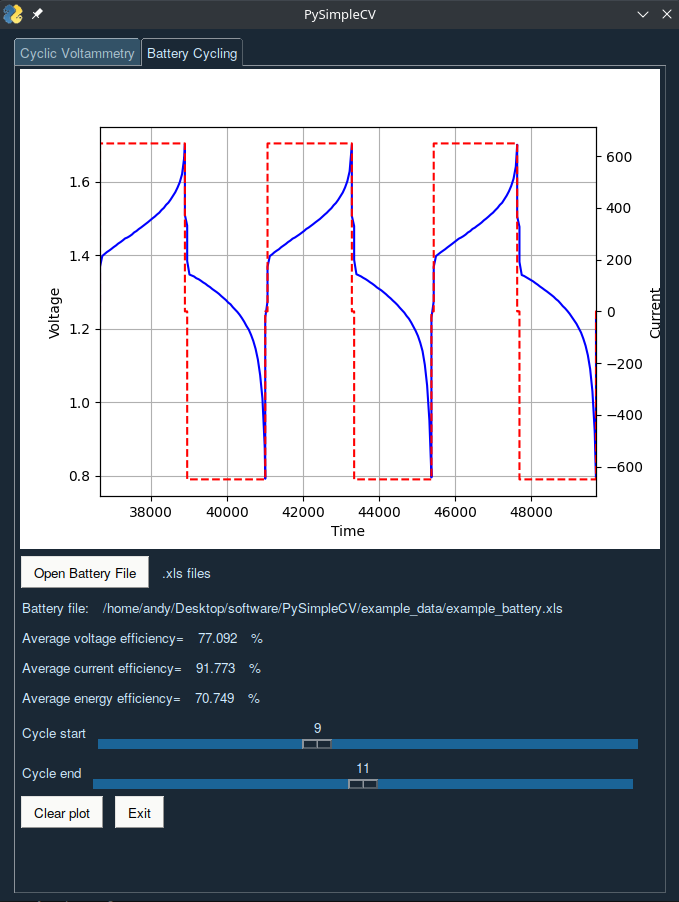 PySimpleCV
Cyclic Voltammetry Battery Cycling
1.6
1.4
1.2
1.0
0.8
Voltage
600
400
200
0
−200
−400
−600
Current
38000 40000 42000 44000 46000 48000
Time
Open Battery File .xls files
Battery file: /home/andy/Desktop/software/PySimpleCV/example_data/example_battery.xls
Average voltage efficiency= 77.092 %
Average current efficiency= 91.773 %
Average energy efficiency= 70.749 %
9
Cycle start
11
Cycle end
Clear plot Exit